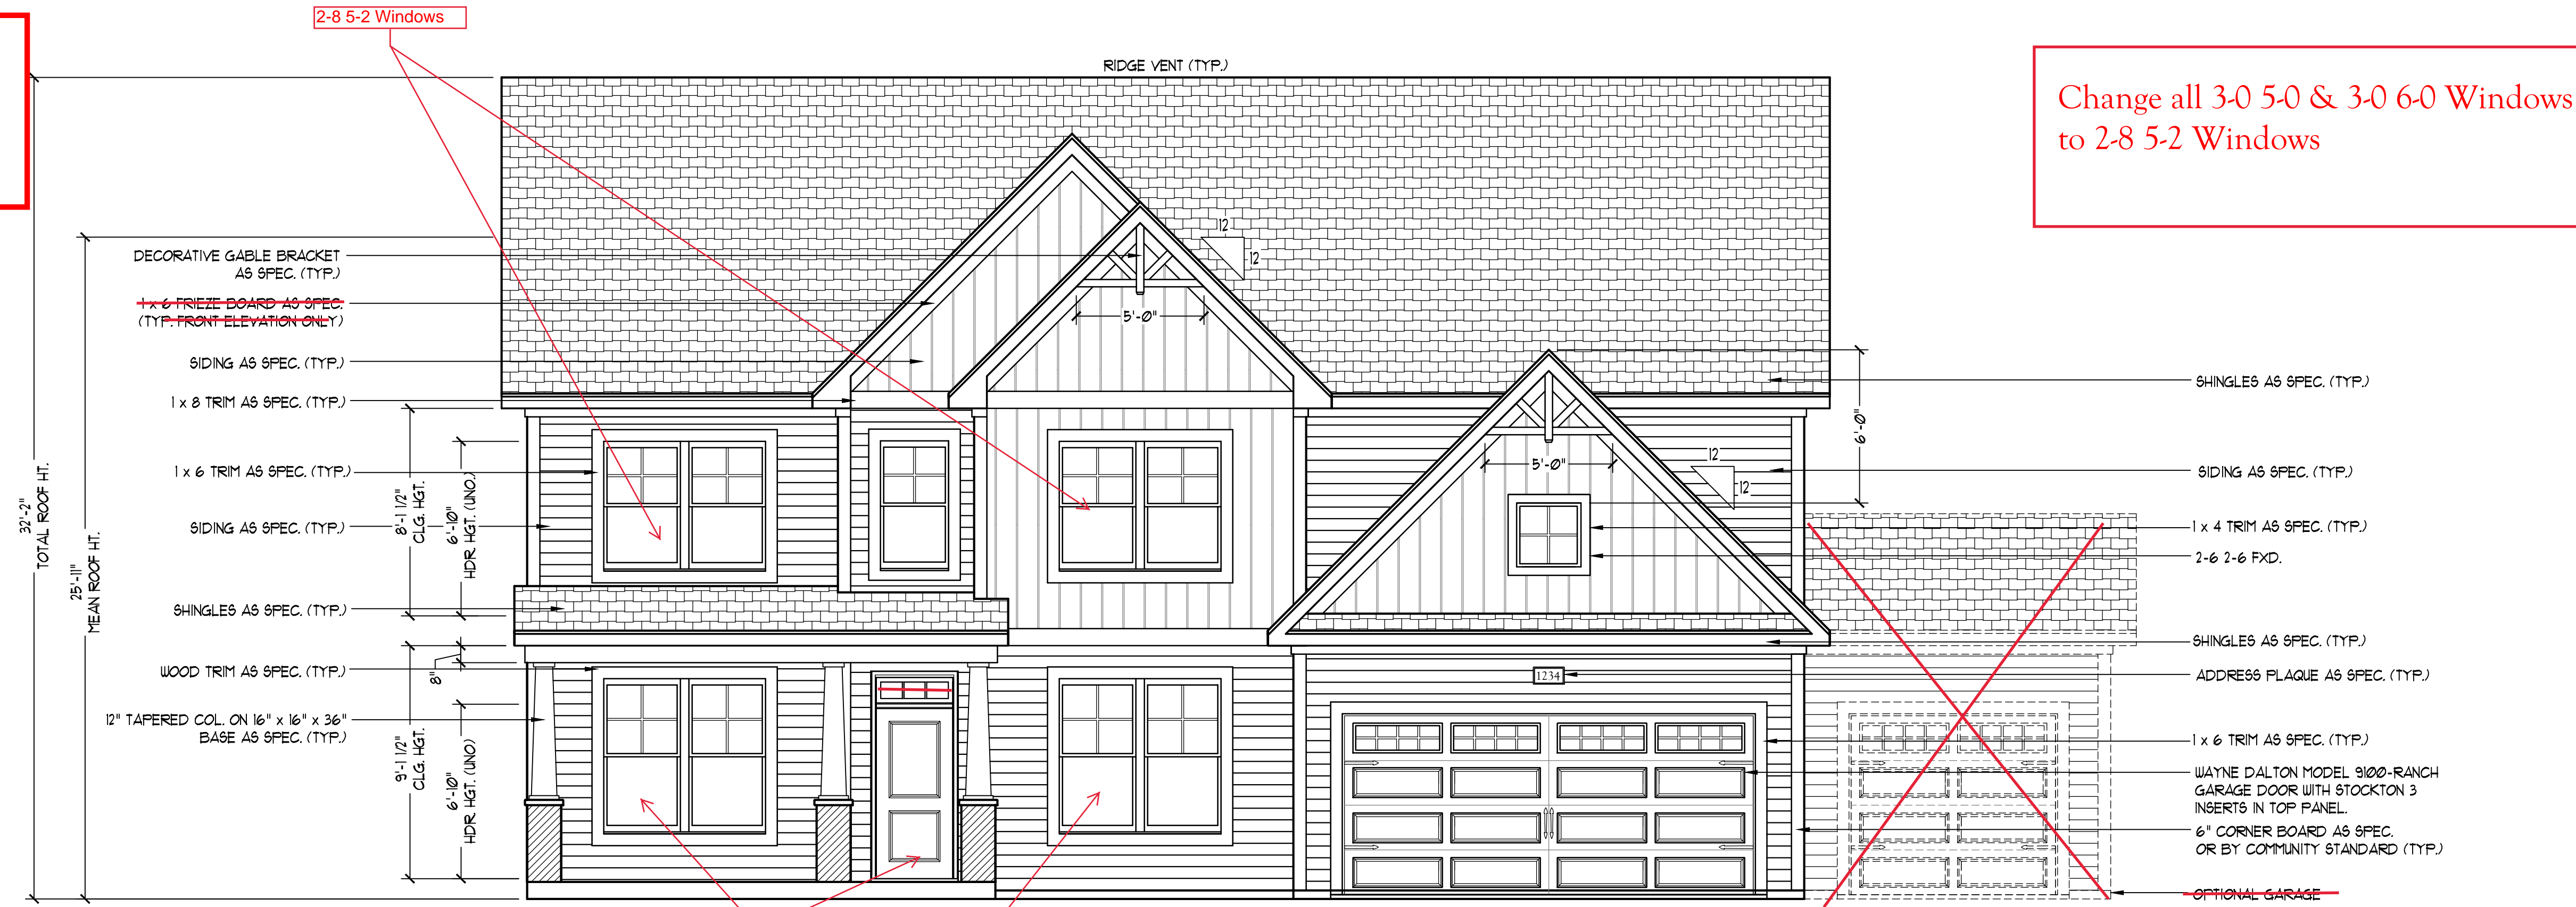 2-8 5-2 Windows
Change all 3-0 5-0 & 3-0 6-0 Windows
to 2-8 5-2 Windows
RIDGE VENT (TYP.)
32'-2"
TOTAL ROOF HT.
25'-11"
MEAN ROOF HT.
DECORATIVE GABLE BRACKET
AS SPEC. (TYP.)
1 x 6 FRIEZE BOARD AS SPEC.
(TYP. FRONT ELEVATION ONLY)
SIDING AS SPEC. (TYP.)
1 x 8 TRIM AS SPEC. (TYP.)
1 x 6 TRIM AS SPEC. (TYP.)
SIDING AS SPEC. (TYP.)
SHINGLES AS SPEC. (TYP.)
WOOD TRIM AS SPEC. (TYP.)
12" TAPERED COL. ON 16" x 16" x 36"
BASE AS SPEC. (TYP.)
8'-1 1/2"
CLG. HGT.
6'-10"
HDR. HGT. (UNO.)
8"
9'-1 1/2"
CLG. HGT.
6'-10"
HDR. HGT. (UNO)
12
12
5'-0"
5'-0"
12
12
6'-0"
1234
SHINGLES AS SPEC. (TYP.)
SIDING AS SPEC. (TYP.)
1 x 4 TRIM AS SPEC. (TYP.)
2-6 2-6 FXD.
SHINGLES AS SPEC. (TYP.)
ADDRESS PLAQUE AS SPEC. (TYP.)
1 x 6 TRIM AS SPEC. (TYP.)
WAYNE DALTON MODEL 9100-RANCH
GARAGE DOOR WITH STOCKTON 3
INSERTS IN TOP PANEL.
6" CORNER BOARD AS SPEC.
OR BY COMMUNITY STANDARD (TYP.)
OPTIONAL GARAGE